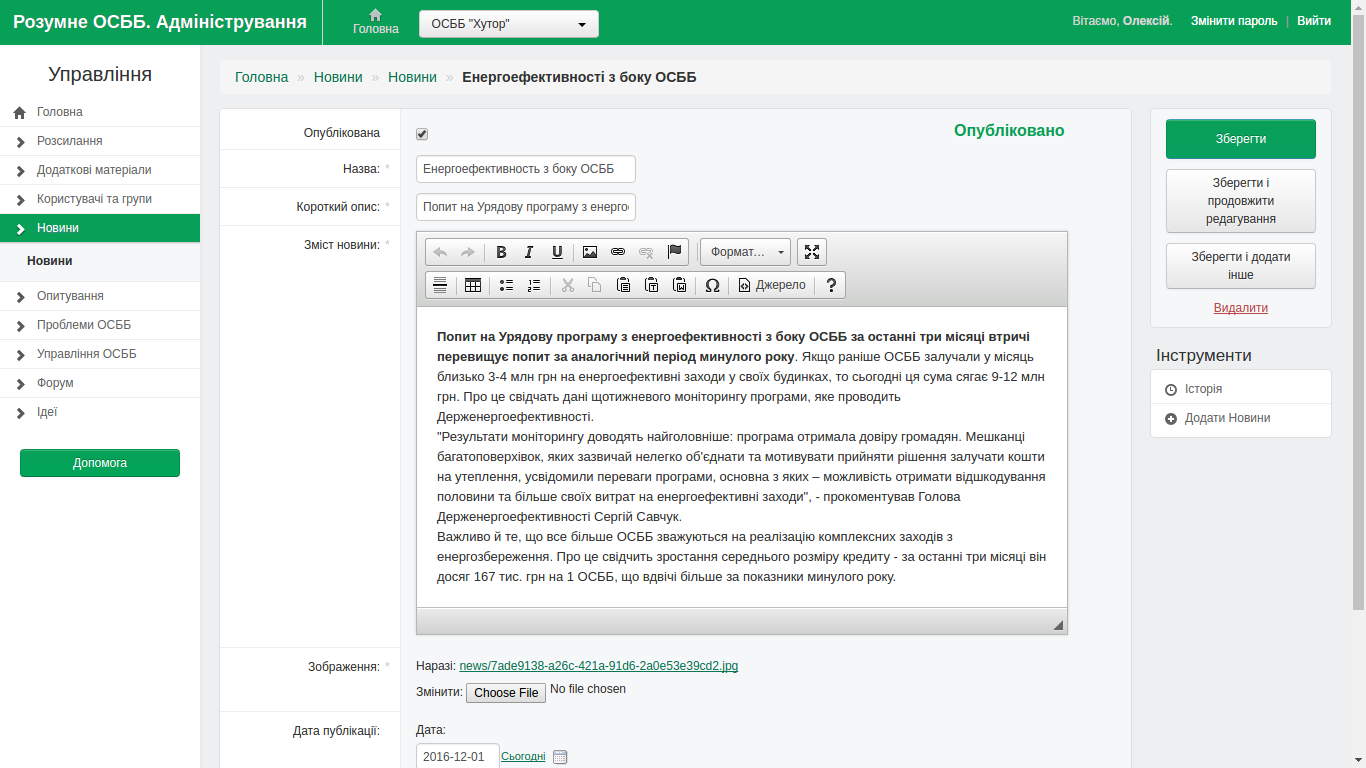 Розумне ОСББ. Адміністрування
Головна
ОСББ "Хутор"
Вітаємо, Олексій.
Змінити пароль | Вийти
Управління
Головна
Розсилання
Додаткові матеріали
Користувачі та групи
Новини
Новини
Опитування
Проблеми ОСББ
Управління ОСББ
Форум
Ідеї
Допомога
Головна » Новини » Новини » Енергоефективності з боку ОСББ
Опублікована
Опубліковано
Назва: *
Енергоефективность з боку ОСББ
Короткий опис: *
Попит на Урядову програму з енерго
Зміст новини: *
Формат...
Джерело
Попит на Урядову програму з енергоефективності з боку ОСББ за останні три місяці втричі
перевищує попит за аналогічний період минулого року. Якщо раніше ОСББ залучали у місяць
близько 3-4 млн грн на енергоефективні заходи у своїх будинках, то сьогодні ця сума сягає 9-12 млн
грн. Про це свідчать дані щотижневого моніторингу програми, яке проводить
Держенергоефективності.
"Результати моніторингу доводять найголовніше: програма отримала довіру громадян. Мешканці
багатоповерхівок, яких зазвичай нелегко об'єднати та мотивувати прийняти рішення залучати кошти
на утеплення, усвідомили переваги програми, основна з яких – можливість отримати відшкодування
половини та більше своїх витрат на енергоефективні заходи", - прокоментував Голова
Держенергоефективності Сергій Савчук.
Важливо й те, що все більше ОСББ зважуються на реалізацію комплексних заходів з
енергозбереження. Про це свідчить зростання середнього розміру кредиту - за останні три місяці він
досяг 167 тис. грн на 1 ОСББ, що вдвічі більше за показники минулого року.
Зображення: *
Наразі: news/7ade9138-a26c-421a-91d6-2a0e53e39cd2.jpg
Змінити: Choose File No file chosen
Дата публікації:
Дата:
2016-12-01 Сьогодні
Зберегти
Зберегти і
продовжити
редагування
Зберегти і додати
інше
Видалити
Інструменти
Історія
Додати Новини